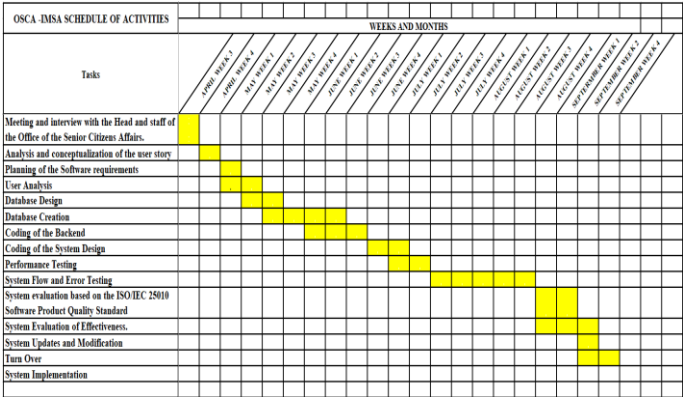 OSCA -IMSA SCHEDULE OF ACTIVITIES
WEEKS AND MONTHS
Tasks
APRIL WEEK 3
APRIL WEEK 4
MAY WEEK 1
MAY WEEK 2
MAY WEEK 3
MAY WEEK 4
JUNE WEEK 1
JUNE WEEK 2
JUNE WEEK 3
JUNE WEEK 4
JULY WEEK 1
JULY WEEK 2
JULY WEEK 3
JULY WEEK 4
AUGUST WEEK 1
AUGUST WEEK 2
AUGUST WEEK 3
AUGUST WEEK 4
SEPTERMBER WEEK 1
SEPTEMBER WEEK 2
SEPTEMBER WEEK 4
Meeting and interview with the Head and staff of
the Office of the Senior Citizens Affairs.
Analysis and conceptualization of the user story
Planning of the Software requirements
User Analysis
Database Design
Database Creation
Coding of the Backend
Coding of the System Design
Performance Testing
System Flow and Error Testing
System evaluation based on the ISO/IEC 25010
Software Product Quality Standard
System Evaluation of Effectiveness.
System Updates and Modification
Turn Over
System Implementation